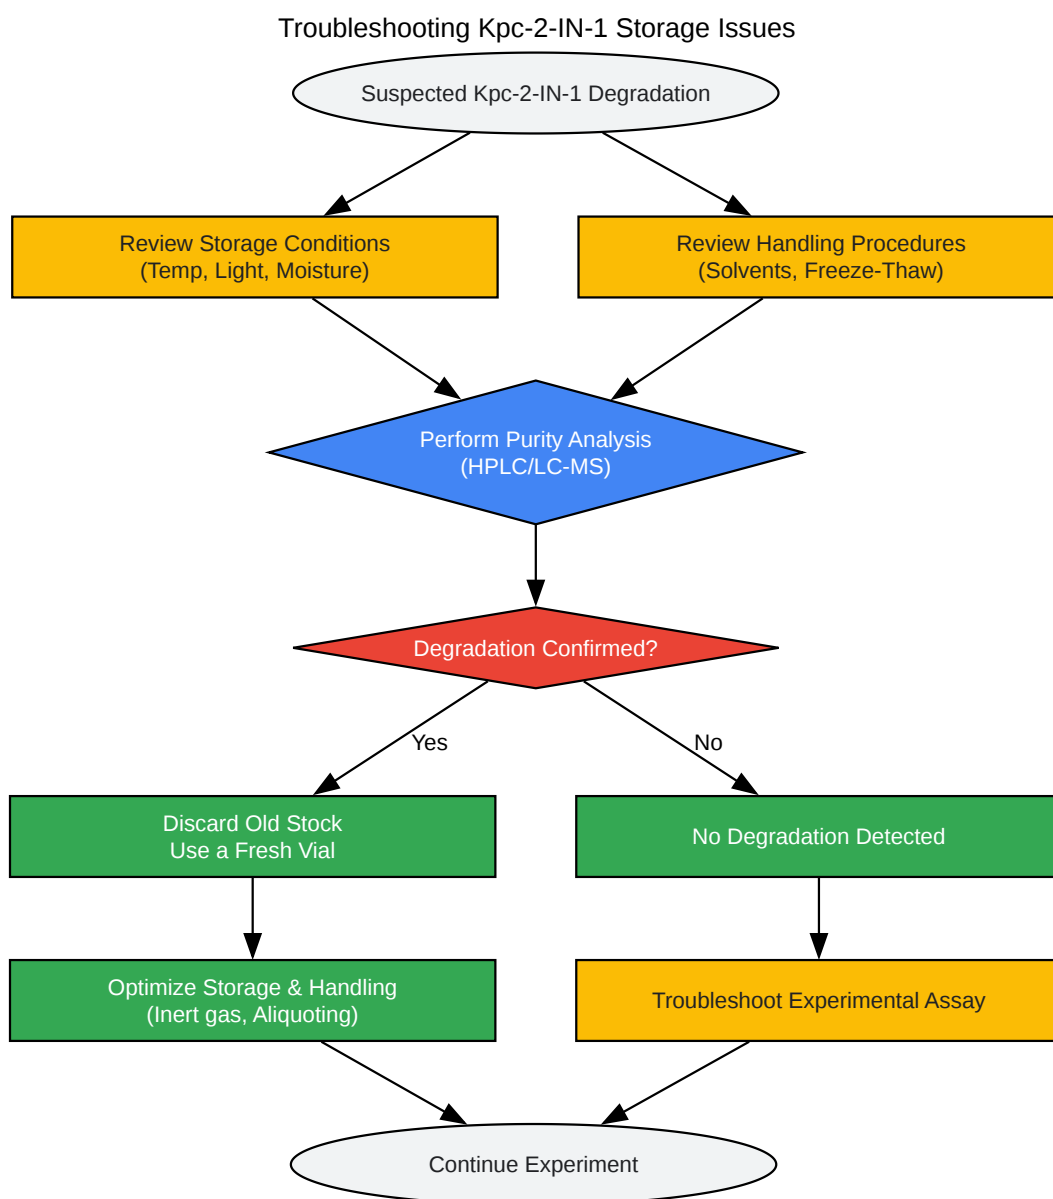 Troubleshooting Kpc-2-IN-1 Storage Issues
Suspected Kpc-2-IN-1 Degradation
Review Storage Conditions
(Temp, Light, Moisture)
Review Handling Procedures
(Solvents, Freeze-Thaw)
Perform Purity Analysis
(HPLC/LC-MS)
Degradation Confirmed?
Yes
No
Discard Old Stock
Use a Fresh Vial
No Degradation Detected
Optimize Storage & Handling
(Inert gas, Aliquoting)
Troubleshoot Experimental Assay
Continue Experiment